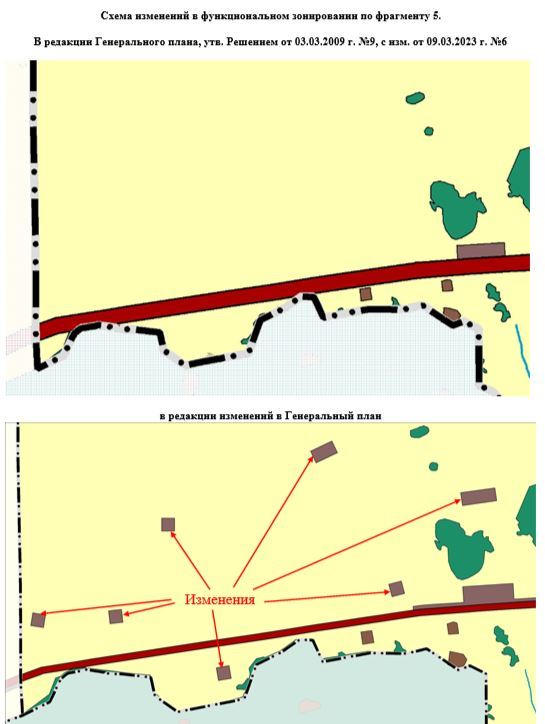 Схема изменений в функциональном зонировании по фрагменту 5.
В редакции Генерального плана, утв. Решением от 03.03.2009 г. №9, с изм. от 09.03.2023 г. №6
в редакции изменений в Генеральный план
Изменения